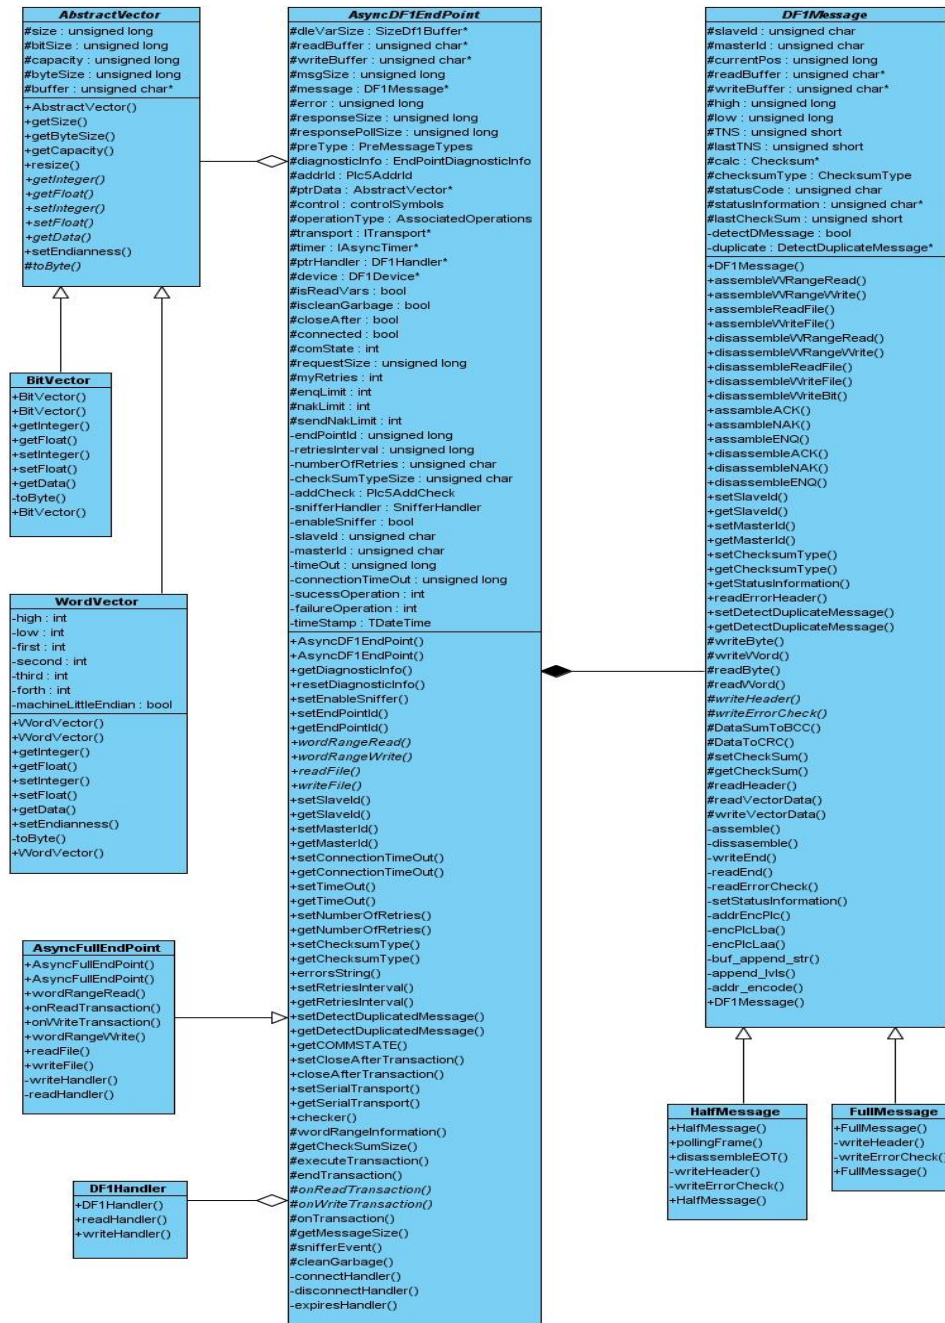 AbstractVector
#size : unsigned long
#bitSize : unsigned long
#capacity : unsigned long
#byteSize : unsigned long
#buffer : unsigned char*
+AbstractVector()
+getSize()
+getByteSize()
+getCapacity()
+resize()
+getInteger()
+getFloat()
+setInteger()
+setFloat()
+getData()
+setEndianness()
#toByte()
BitVector
+BitVector()
+BitVector()
+getInteger()
+getFloat()
+setInteger()
+setFloat()
+getData()
-toByte()
+BitVector()
WordVector
-high : int
-low : int
-first : int
-second : int
-third : int
-forth : int
-machineLittleEndian : bool
+WordVector()
+WordVector()
+getInteger()
+getFloat()
+setInteger()
+setFloat()
+getData()
+setEndianness()
-toByte()
+WordVector()
AsyncFullEndPoint
+AsyncFullEndPoint()
+AsyncFullEndPoint()
+wordRangeRead()
+onReadTransaction()
+onWriteTransaction()
+wordRangeWrite()
+readFile()
+writeFile()
-writeHandler()
-readHandler()
DF1Handler
+DF1Handler()
+readHandler()
+writeHandler()
AsyncDF1EndPoint
#dleVarSize : SizeDf1Buffer*
#readBuffer : unsigned char*
#writeBuffer : unsigned char*
#msgSize : unsigned long
#message : DF1Message*
#error : unsigned long
#responseSize : unsigned long
#responsePollSize : unsigned long
#preType : PreMessageTypes
#diagnosticInfo : EndPointDiagnosticInfo
#addrId : Plc5AddrId
#ptrData : AbstractVector*
#control : controlSymbols
#operationType : AssociatedOperations
#transport : ITransport*
#timer : IAsyncTimer*
#ptrHandler : DF1Handler*
#device : DF1Device*
#isReadVars : bool
#iscleanGarbage : bool
#closeAfter : bool
#connected : bool
#comState : int
#requestSize : unsigned long
#myRetries : int
#enqLimit : int
#nakLimit : int
#sendNakLimit : int
-endPointId : unsigned long
-retriesInterval : unsigned long
-numberOfRetries : unsigned char
-checkSumTypeSize : unsigned char
-addCheck : Plc5AddCheck
-snifferHandler : SnifferHandler
-enableSniffer : bool
-slaveId : unsigned char
-masterId : unsigned char
-timeOut : unsigned long
-connectionTimeOut : unsigned long
-sucessOperation : int
-failureOperation : int
-timeStamp : TDateTime
+AsyncDF1EndPoint()
+AsyncDF1EndPoint()
+getDiagnosticInfo()
+resetDiagnosticInfo()
+setEnableSniffer()
+setEndPointId()
+getEndPointId()
+wordRangeRead()
+wordRangeWrite()
+readFile()
+writeFile()
+setSlaveId()
+getSlaveId()
+setMasterId()
+getMasterId()
+setConnectionTimeOut()
+getConnectionTimeOut()
+setTimeOut()
+getTimeOut()
+setNumberOfRetries()
+getNumberOfRetries()
+setChecksumType()
+getChecksumType()
+errorsString()
+setRetriesInterval()
+getRetriesInterval()
+setDetectDuplicatedMessage()
+getDetectDuplicatedMessage()
+getCOMMSTATE()
+setCloseAfterTransaction()
+closeAfterTransaction()
+setSerialTransport()
+getSerialTransport()
+checker()
#wordRangeInformation()
#getCheckSumSize()
#executeTransaction()
#endTransaction()
#onReadTransaction()
#onWriteTransaction()
#onTransaction()
#getMessageSize()
#snifferEvent()
#cleanGarbage()
-connectHandler()
-disconnectHandler()
-expiresHandler()
DF1Message
#slaveId : unsigned char
#masterId : unsigned char
#currentPos : unsigned long
#readBuffer : unsigned char*
#writeBuffer : unsigned char*
#high : unsigned long
#low : unsigned long
#TNS : unsigned short
#lastTNS : unsigned short
#calc : Checksum*
#checksumType : ChecksumType
#statusCode : unsigned char
#statusInformation : unsigned char*
#lastCheckSum : unsigned short
-detectDMessage : bool
-duplicate : DetectDuplicateMessage*
+DF1Message()
+assembleWRangeRead()
+assembleWRangeWrite()
+assembleReadFile()
+assembleWriteFile()
+disassembleWRangeRead()
+disassembleWRangeWrite()
+disassembleReadFile()
+disassembleWriteFile()
+disassembleWriteBit()
+assambleACK()
+assambleNAK()
+assambleENQ()
+disassembleACK()
+disassembleNAK()
+disassembleENQ()
+setSlaveId()
+getSlaveId()
+setMasterId()
+getMasterId()
+setChecksumType()
+getChecksumType()
+getStatusInformation()
+readErrorHeader()
+setDetectDuplicateMessage()
+getDetectDuplicateMessage()
#writeByte()
#writeWord()
#readByte()
#readWord()
#writeHeader()
#writeErrorCheck()
#DataSumToBCC()
#DataToCRC()
#setCheckSum()
#getCheckSum()
#readHeader()
#readVectorData()
#writeVectorData()
-assemble()
-dissasemble()
-writeEnd()
-readEnd()
-readErrorCheck()
-setStatusInformation()
-addrEncPlc()
-encPlcLba()
-encPlcLaa()
-buf_append_str()
-append_lvls()
-addr_encode()
+DF1Message()
HalfMessage
+HalfMessage()
+pollingFrame()
+disassembleEOT()
-writeHeader()
-writeErrorCheck()
+HalfMessage()
FullMessage
+FullMessage()
-writeHeader()
-writeErrorCheck()
+FullMessage()